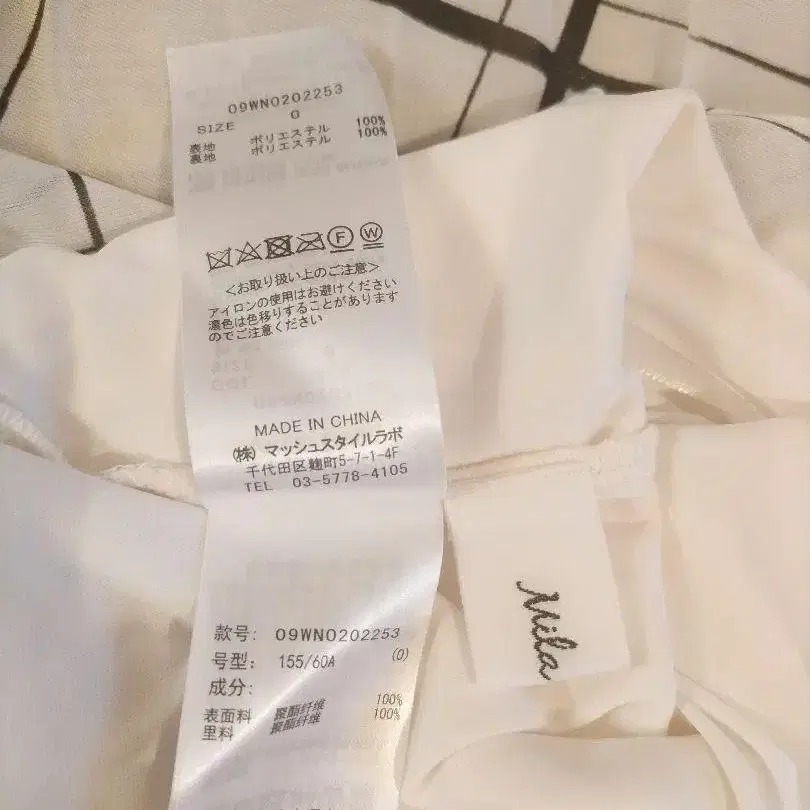 09WNO202253
SIZE 0
表地 ポリエステル 100%
裏地 ポリエステル 100%
F W
＜お取り扱い上のご注意＞
アイロンの使用はお避けください
濃色は色移りすることがあります
のでご注意ください
MADE IN CHINA
(株) マッシュスタイルラボ
千代田区麹町5-7-1-4F
TEL 03-5778-4105
款号: 09WNO202253
号型: 155/60A (0)
成分:
表面料 聚酯纤维 100%
里料 聚酯纤维 100%
Mila